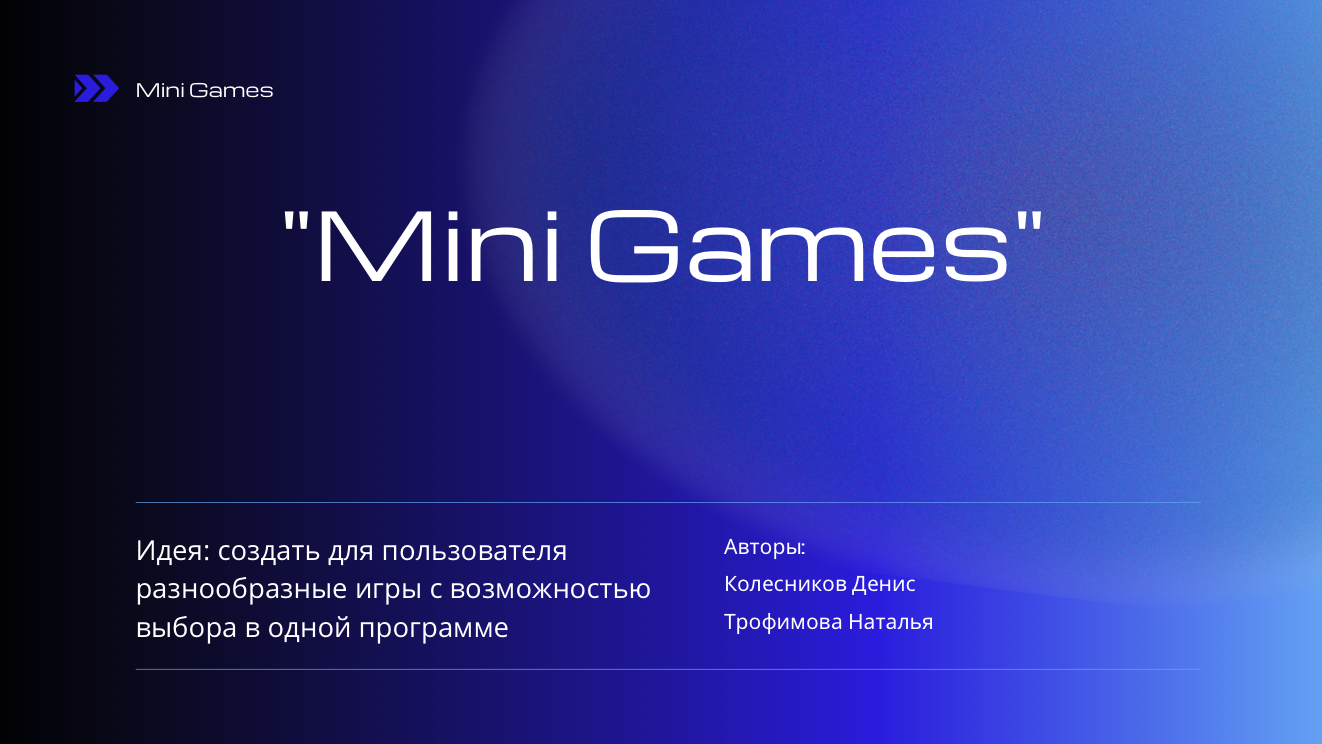 Mini Games
"Mini Games"
Идея: создать для пользователя
разнообразные игры с возможностью
выбора в одной программе
Авторы:
Колесников Денис
Трофимова Наталья